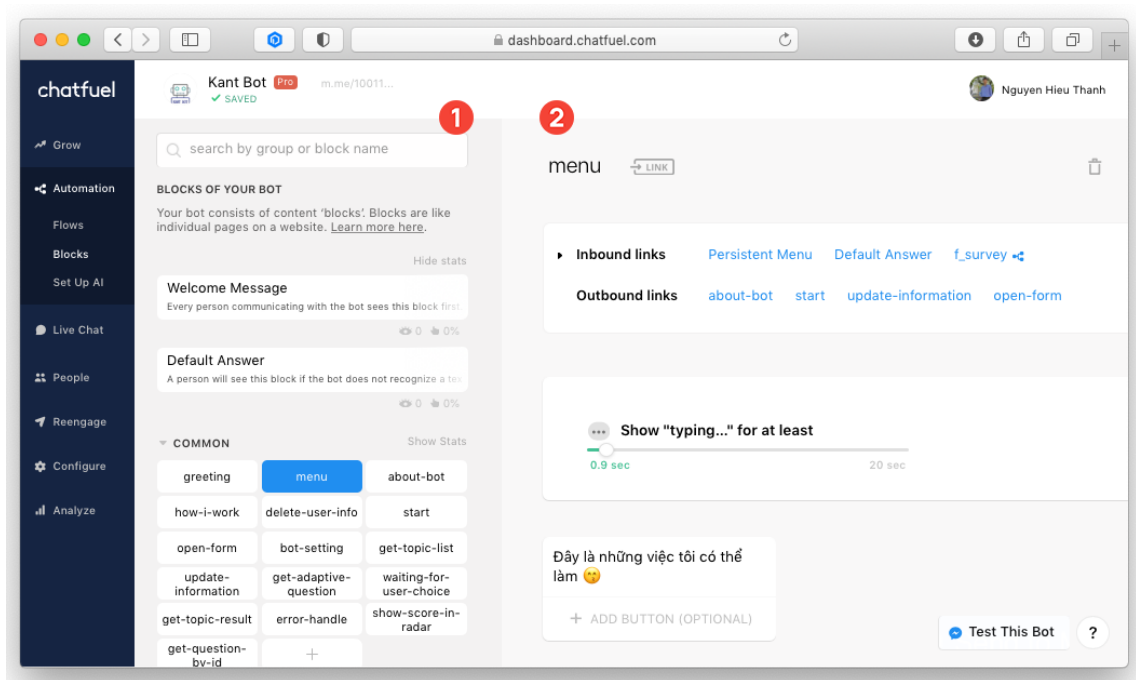 dashboard.chatfuel.com
chatfuel
Kant Bot Pro
m.me/10011...
SAVED
Nguyen Hieu Thanh
1
2
Grow
Automation
Flows
Blocks
Set Up AI
Live Chat
People
Reengage
Configure
Analyze
search by group or block name
BLOCKS OF YOUR BOT
Your bot consists of content ‘blocks’. Blocks are like
individual pages on a website. Learn more here.
Hide stats
Welcome Message
Every person communicating with the bot sees this block first
0 0%
Default Answer
A person will see this block if the bot does not recognize a tex
0 0%
COMMON
Show Stats
greeting
menu
about-bot
how-i-work
delete-user-info
start
open-form
bot-setting
get-topic-list
update-
information
get-adaptive-
question
waiting-for-
user-choice
get-topic-result
error-handle
show-score-in-
radar
get-question-
by-id
+
menu
LINK
Inbound links Persistent Menu Default Answer f_survey
Outbound links about-bot start update-information open-form
Show "typing..." for at least
0.9 sec
20 sec
Đây là những việc tôi có thể
làm 😙
+ ADD BUTTON (OPTIONAL)
Test This Bot
?